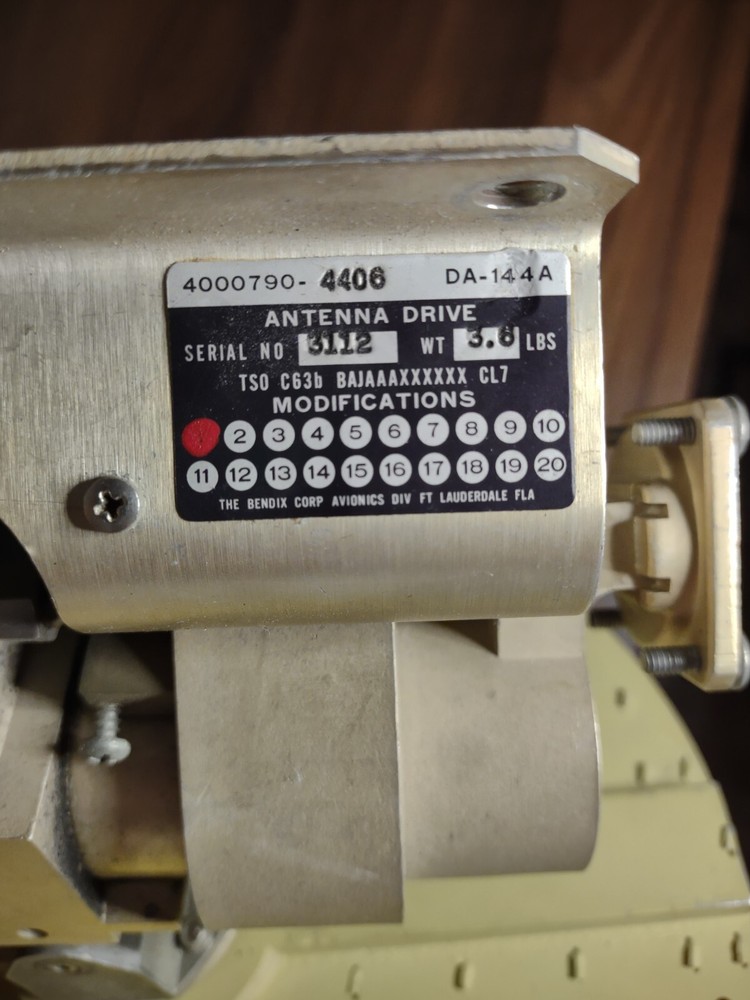 4000790- 4406 DA-144A
ANTENNA DRIVE
SERIAL NO 3112 WT 3.6 LBS
TSO C63b BAJAAAXXXXXX CL7
MODIFICATIONS
2 3 4 5 6 7 8 9 10
11 12 13 14 15 16 17 18 19 20
THE BENDIX CORP AVIONICS DIV FT LAUDERDALE FLA